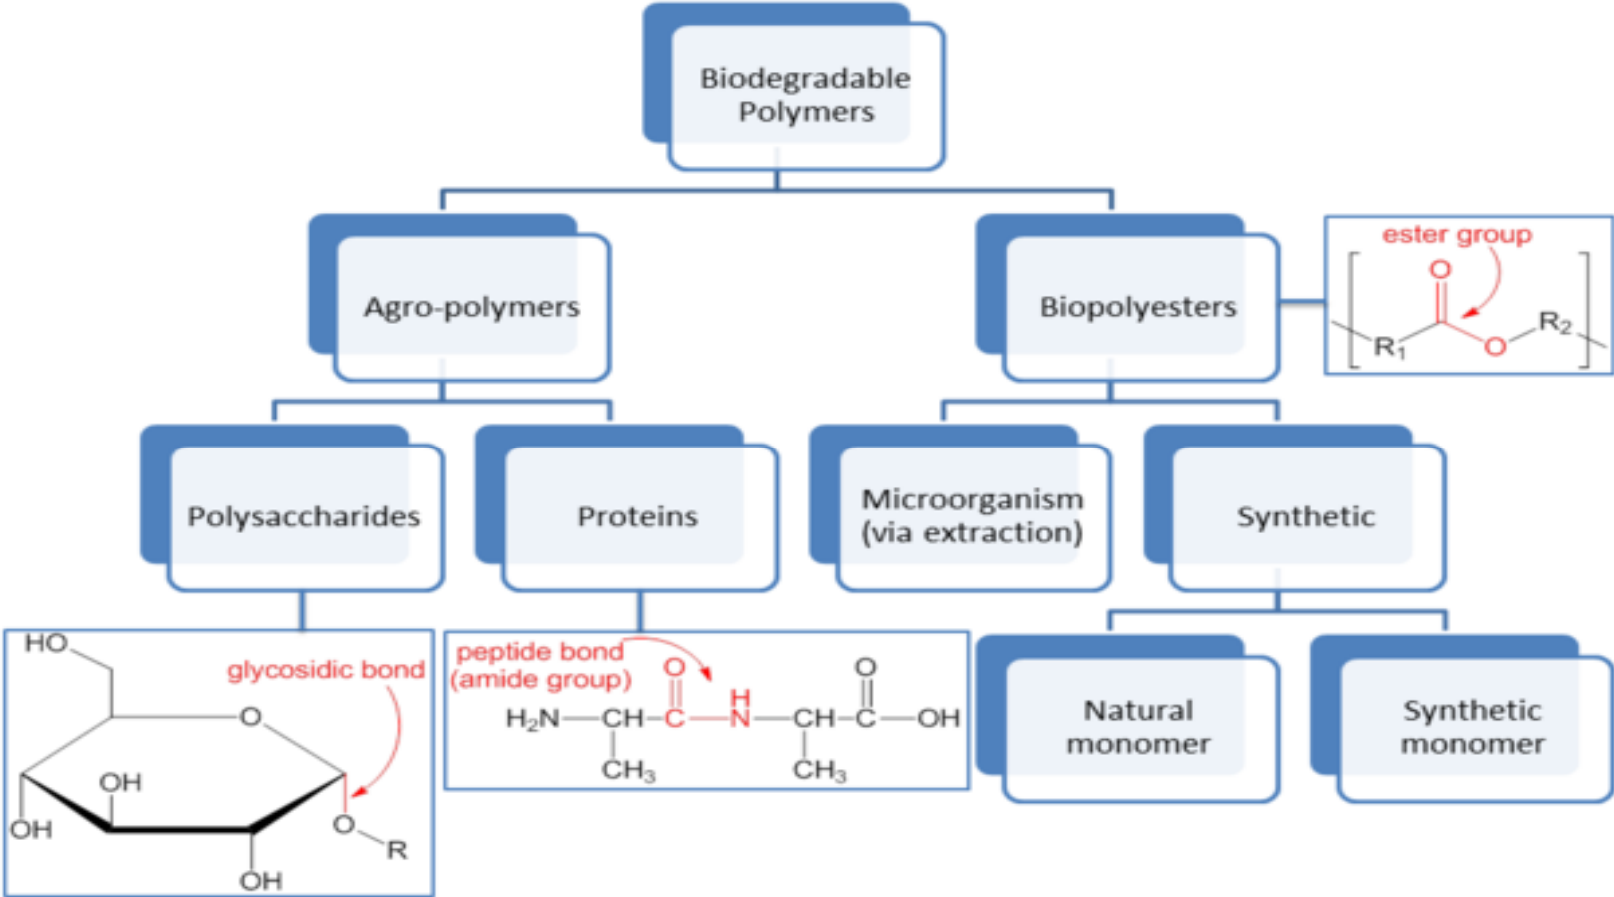 Biodegradable
Polymers
Agro-polymers
Biopolyesters
ester group
O
R1
O
R2
Polysaccharides
Proteins
Microorganism
(via extraction)
Synthetic
HO
glycosidic bond
O
OH
OH
O
R
OH
peptide bond
(amide group)
O
O
H
H2N—CH—C—N—CH—C—OH
CH3
CH3
Natural
monomer
Synthetic
monomer